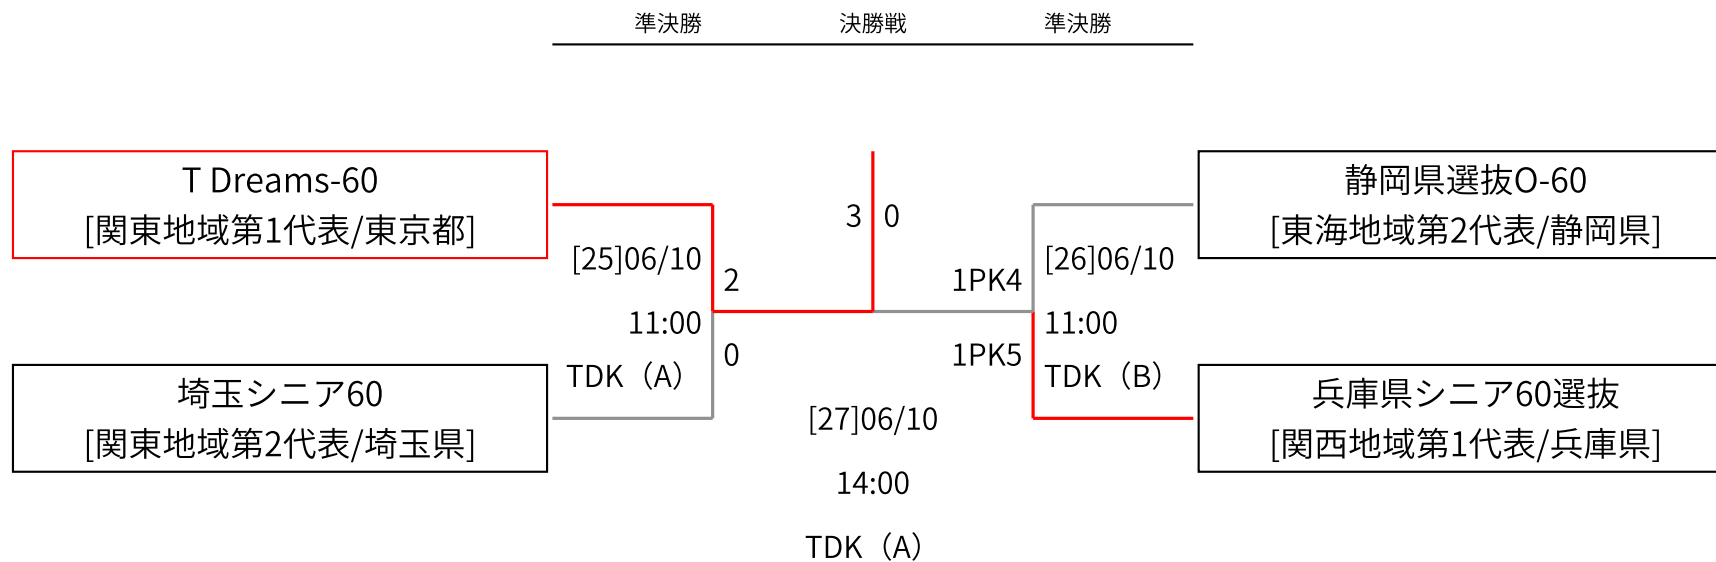 準決勝
決勝戦
準決勝
T Dreams-60
[関東地域第1代表/東京都]
静岡県選抜O-60
[東海地域第2代表/静岡県]
3
0
[25]06/10
2
11:00
0
TDK（A）
1PK4
[26]06/10
11:00
1PK5
TDK（B）
埼玉シニア60
[関東地域第2代表/埼玉県]
兵庫県シニア60選抜
[関西地域第1代表/兵庫県]
[27]06/10
14:00
TDK（A）